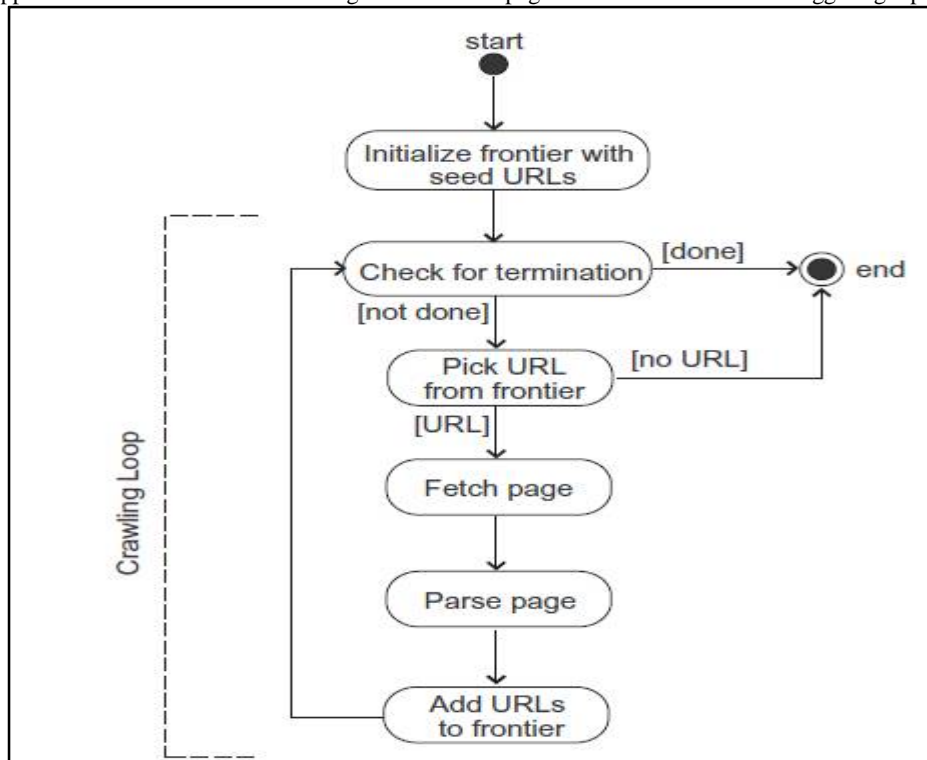 start
Initialize frontier with
seed URLs
Check for termination
[done]
end
[not done]
Pick URL
from frontier
[no URL]
[URL]
Fetch page
Crawling Loop
Parse page
Add URLs
to frontier